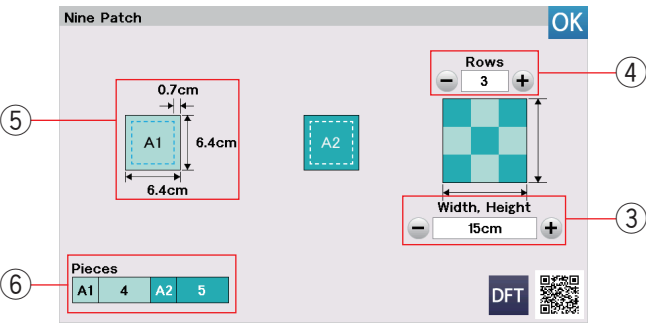 Nine Patch
OK
Rows
3
④
⑤
0.7cm
A1
6.4cm
6.4cm
A2
Width, Height
15cm
③
⑥
Pieces
A1 4 A2 5
DFT